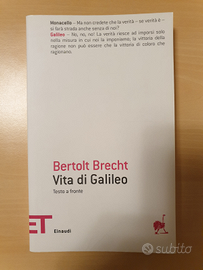 Monacello – Ma non credete che la verità – se verità è –
si farà strada anche senza di noi?
Galileo – No, no, no! La verità riesce ad imporsi solo
nella misura in cui noi la imponiamo; la vittoria della
ragione non può essere che la vittoria di coloro che
ragionano.
Bertolt Brecht
Vita di Galileo
Testo a fronte
ET
Einaudi
subito